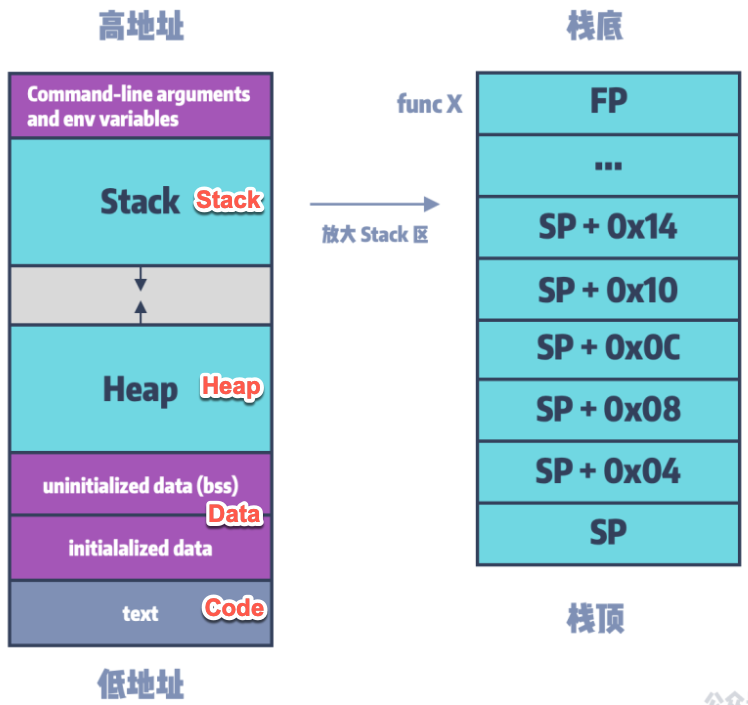 高地址
Command-line arguments
and env variables
Stack Stack
Heap Heap
uninitialized data (bss)
Data
initialalized data
text Code
低地址
放大 Stack 区
栈底
func X
FP
...
SP + 0x14
SP + 0x10
SP + 0x0C
SP + 0x08
SP + 0x04
SP
栈顶